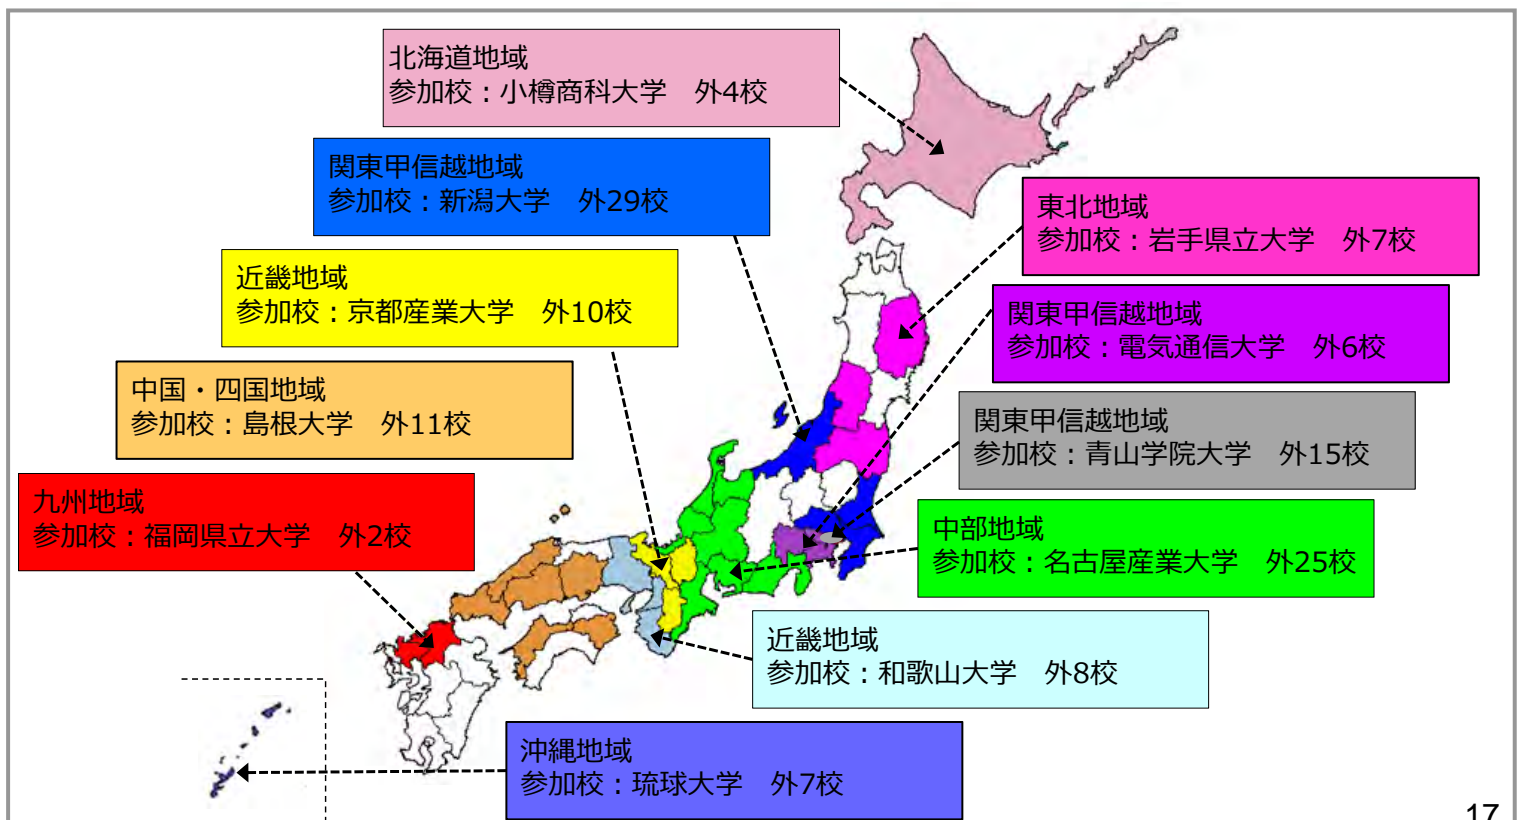 北海道地域
参加校：小樽商科大学　外4校
関東甲信越地域
参加校：新潟大学　外29校
東北地域
参加校：岩手県立大学　外7校
近畿地域
参加校：京都産業大学　外10校
関東甲信越地域
参加校：電気通信大学　外6校
中国・四国地域
参加校：島根大学　外11校
関東甲信越地域
参加校：青山学院大学　外15校
九州地域
参加校：福岡県立大学　外2校
中部地域
参加校：名古屋産業大学　外25校
近畿地域
参加校：和歌山大学　外8校
沖縄地域
参加校：琉球大学　外7校
17